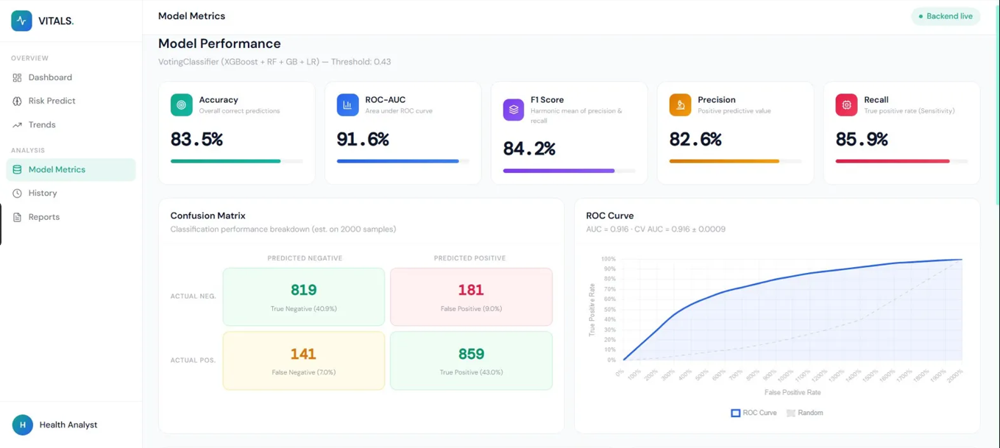 VITALS.
OVERVIEW
Dashboard
Risk Predict
Trends
ANALYSIS
Model Metrics
History
Reports
H
Health Analyst
Model Metrics
Backend live
Model Performance
VotingClassifier (XGBoost + RF + GB + LR) — Threshold: 0.43
Accuracy
Overall correct predictions
83.5%
ROC-AUC
Area under ROC curve
91.6%
F1 Score
Harmonic mean of precision &
recall
84.2%
Precision
Positive predictive value
82.6%
Recall
True positive rate (Sensitivity)
85.9%
Confusion Matrix
Classification performance breakdown (est. on 2000 samples)
PREDICTED NEGATIVE
PREDICTED POSITIVE
ACTUAL NEG.
819
True Negative (40.9%)
181
False Positive (9.0%)
ACTUAL POS.
141
False Negative (7.0%)
859
True Positive (43.0%)
ROC Curve
AUC = 0.916 · CV AUC = 0.916 ± 0.0009
True Positive Rate
100%
90%
80%
70%
60%
50%
40%
30%
20%
10%
0%
0%
100%
200%
300%
400%
500%
600%
700%
800%
900%
1000%
1100%
1200%
1300%
1400%
1500%
1600%
1700%
1800%
1900%
2000%
False Positive Rate
ROC Curve
Random